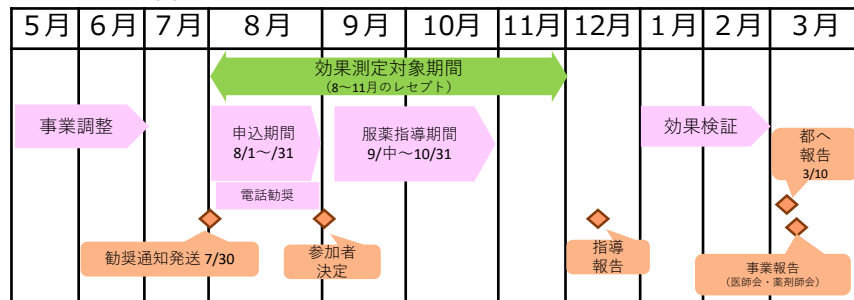 5月 6月 7月 8月 9月 10月 11月 12月 1月 2月 3月
効果測定対象期間
（8～11月のレセプト）
事業調整
申込期間
8/1～/31
服薬指導期間
9/中～10/31
効果検証
都へ
報告
3/10
電話勧奨
勧奨通知発送 7/30
参加者
決定
指導
報告
事業報告
（医師会・薬剤師会）